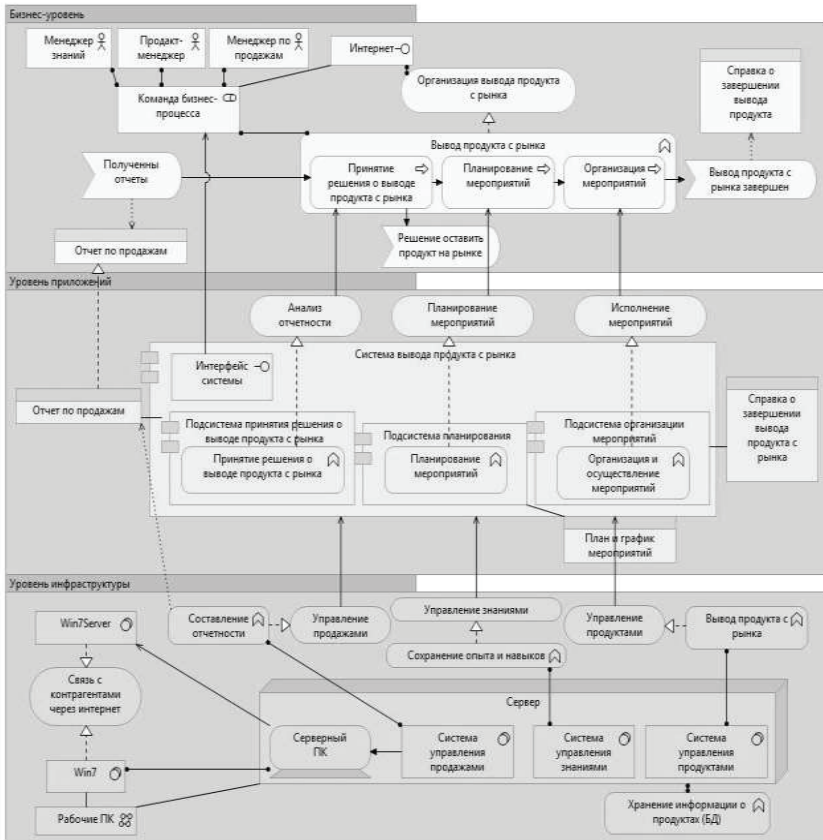 Бизнес-уровень
Менеджер
знаний
Продакт-
менеджер
Менеджер по
продажам
Интернет
Команда бизнес-
процесса
Организация вывода продукта
с рынка
Справка о
завершении
вывода
продукта
Вывод продукта с рынка
Полученны
отчеты
Принятие
решения о выводе
продукта с рынка
Планирование
мероприятий
Организация
мероприятий
Вывод продукта с
рынка завершен
Отчет по продажам
Решение оставить
продукт на рынке
Уровень приложений
Анализ
отчетности
Планирование
мероприятий
Исполнение
мероприятий
Система вывода продукта с рынка
Интерфейс
системы
Отчет по продажам
Подсистема принятия решения о
выводе продукта с рынка
Принятие решения о
выводе продукта с рынка
Подсистема планирования
Планирование
мероприятий
Подсистема организации
мероприятий
Организация и
осуществление
мероприятий
Справка о
завершении
вывода
продукта с
рынка
План и график
мероприятий
Уровень инфраструктуры
Win7Server
Составление
отчетности
Управление
продажами
Управление знаниями
Сохранение опыта и навыков
Управление
продуктами
Вывод продукта с
рынка
Связь с
контрагентами
через интернет
Сервер
Серверный
ПК
Система
управления
продажами
Система
управления
знаниями
Система
управления
продуктами
Win7
Рабочие ПК
Хранение информации о
продуктах (БД)